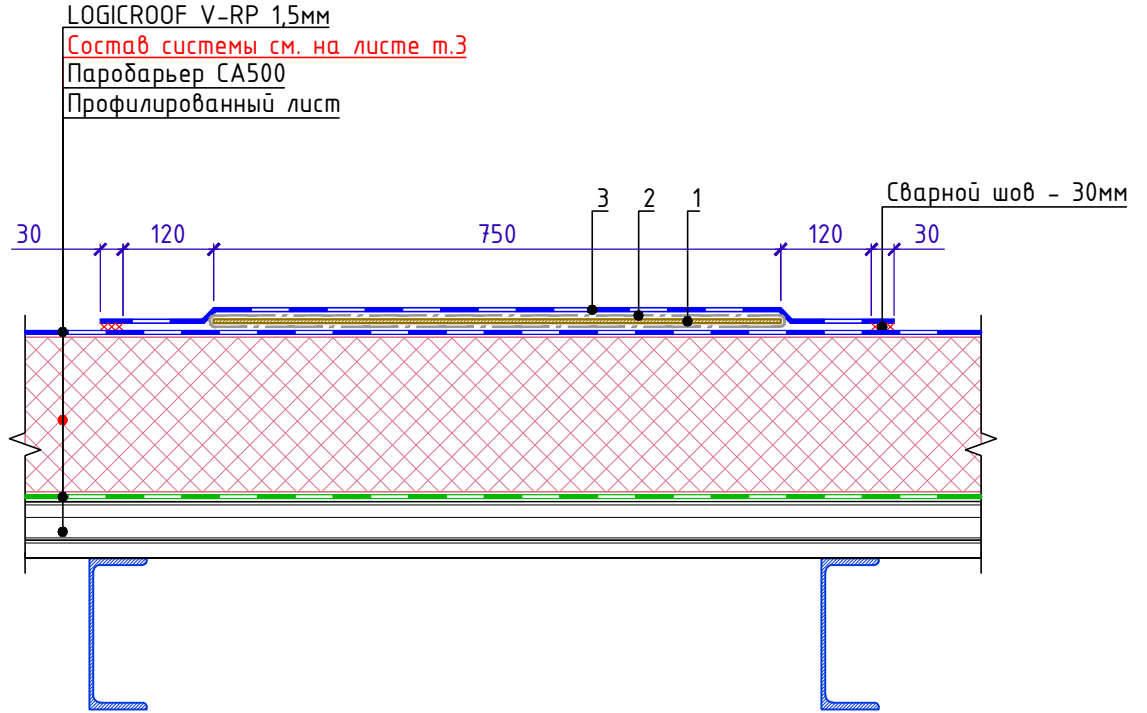 LOGICROOF V-RP 1,5мм
Состав системы см. на листе т.3
Паробарьер СА500
Профилированный лист
3 2 1
Сварной шов - 30мм
30 120 750 120 30